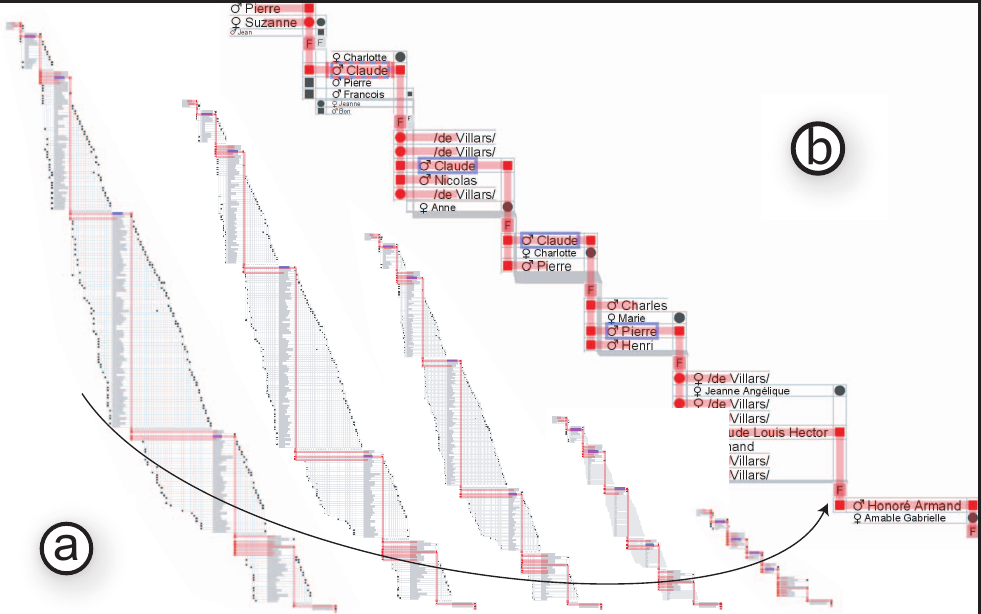 ♂ Pierre
♀ Suzanne
♂ Jean
F
F
♀ Charlotte
♂ Claude
♂ Pierre
♂ Francois
♀ Jeanne
♂ Bon
F
F
/de Villars/
/de Villars/
♂ Claude
♂ Nicolas
/de Villars/
♀ Anne
F
♂ Claude
♀ Charlotte
♂ Pierre
F
♂ Charles
♀ Marie
♂ Pierre
♂ Henri
F
♀ /de Villars/
♀ Jeanne Angélique
♀ /de Villars/
Villars/
ude Louis Hector
nand
Villars/
Villars/
F
♂ Honoré Armand
♀ Amable Gabrielle
F
b
a